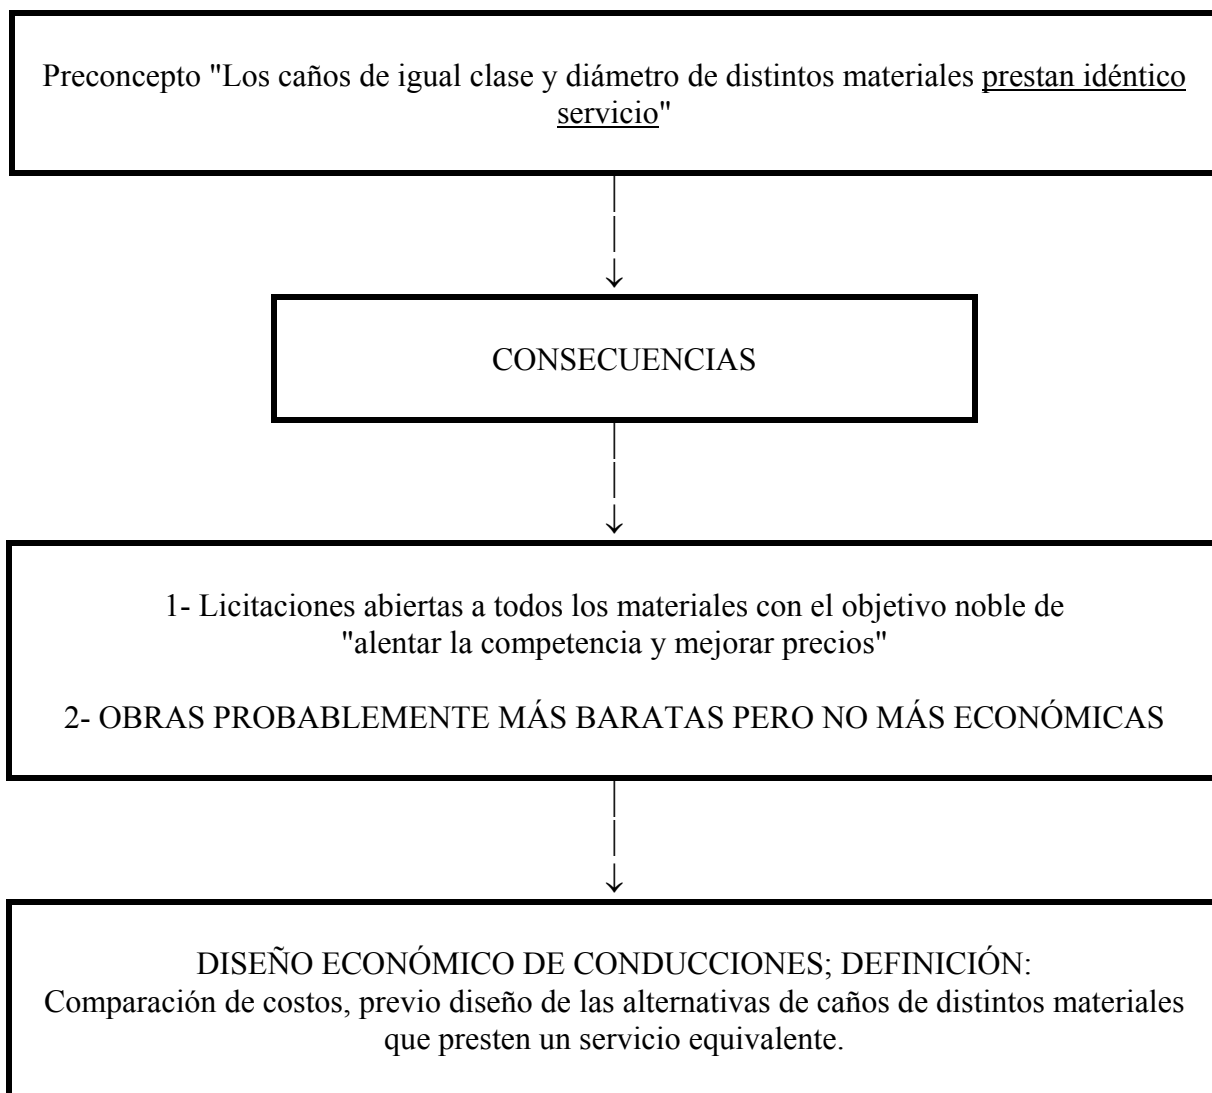 Preconcepto "Los caños de igual clase y diámetro de distintos materiales prestan idéntico
servicio"
CONSECUENCIAS
1- Licitaciones abiertas a todos los materiales con el objetivo noble de
"alentar la competencia y mejorar precios"
2- OBRAS PROBABLEMENTE MÁS BARATAS PERO NO MÁS ECONÓMICAS
DISEÑO ECONÓMICO DE CONDUCCIONES; DEFINICIÓN:
Comparación de costos, previo diseño de las alternativas de caños de distintos materiales
que presten un servicio equivalente.